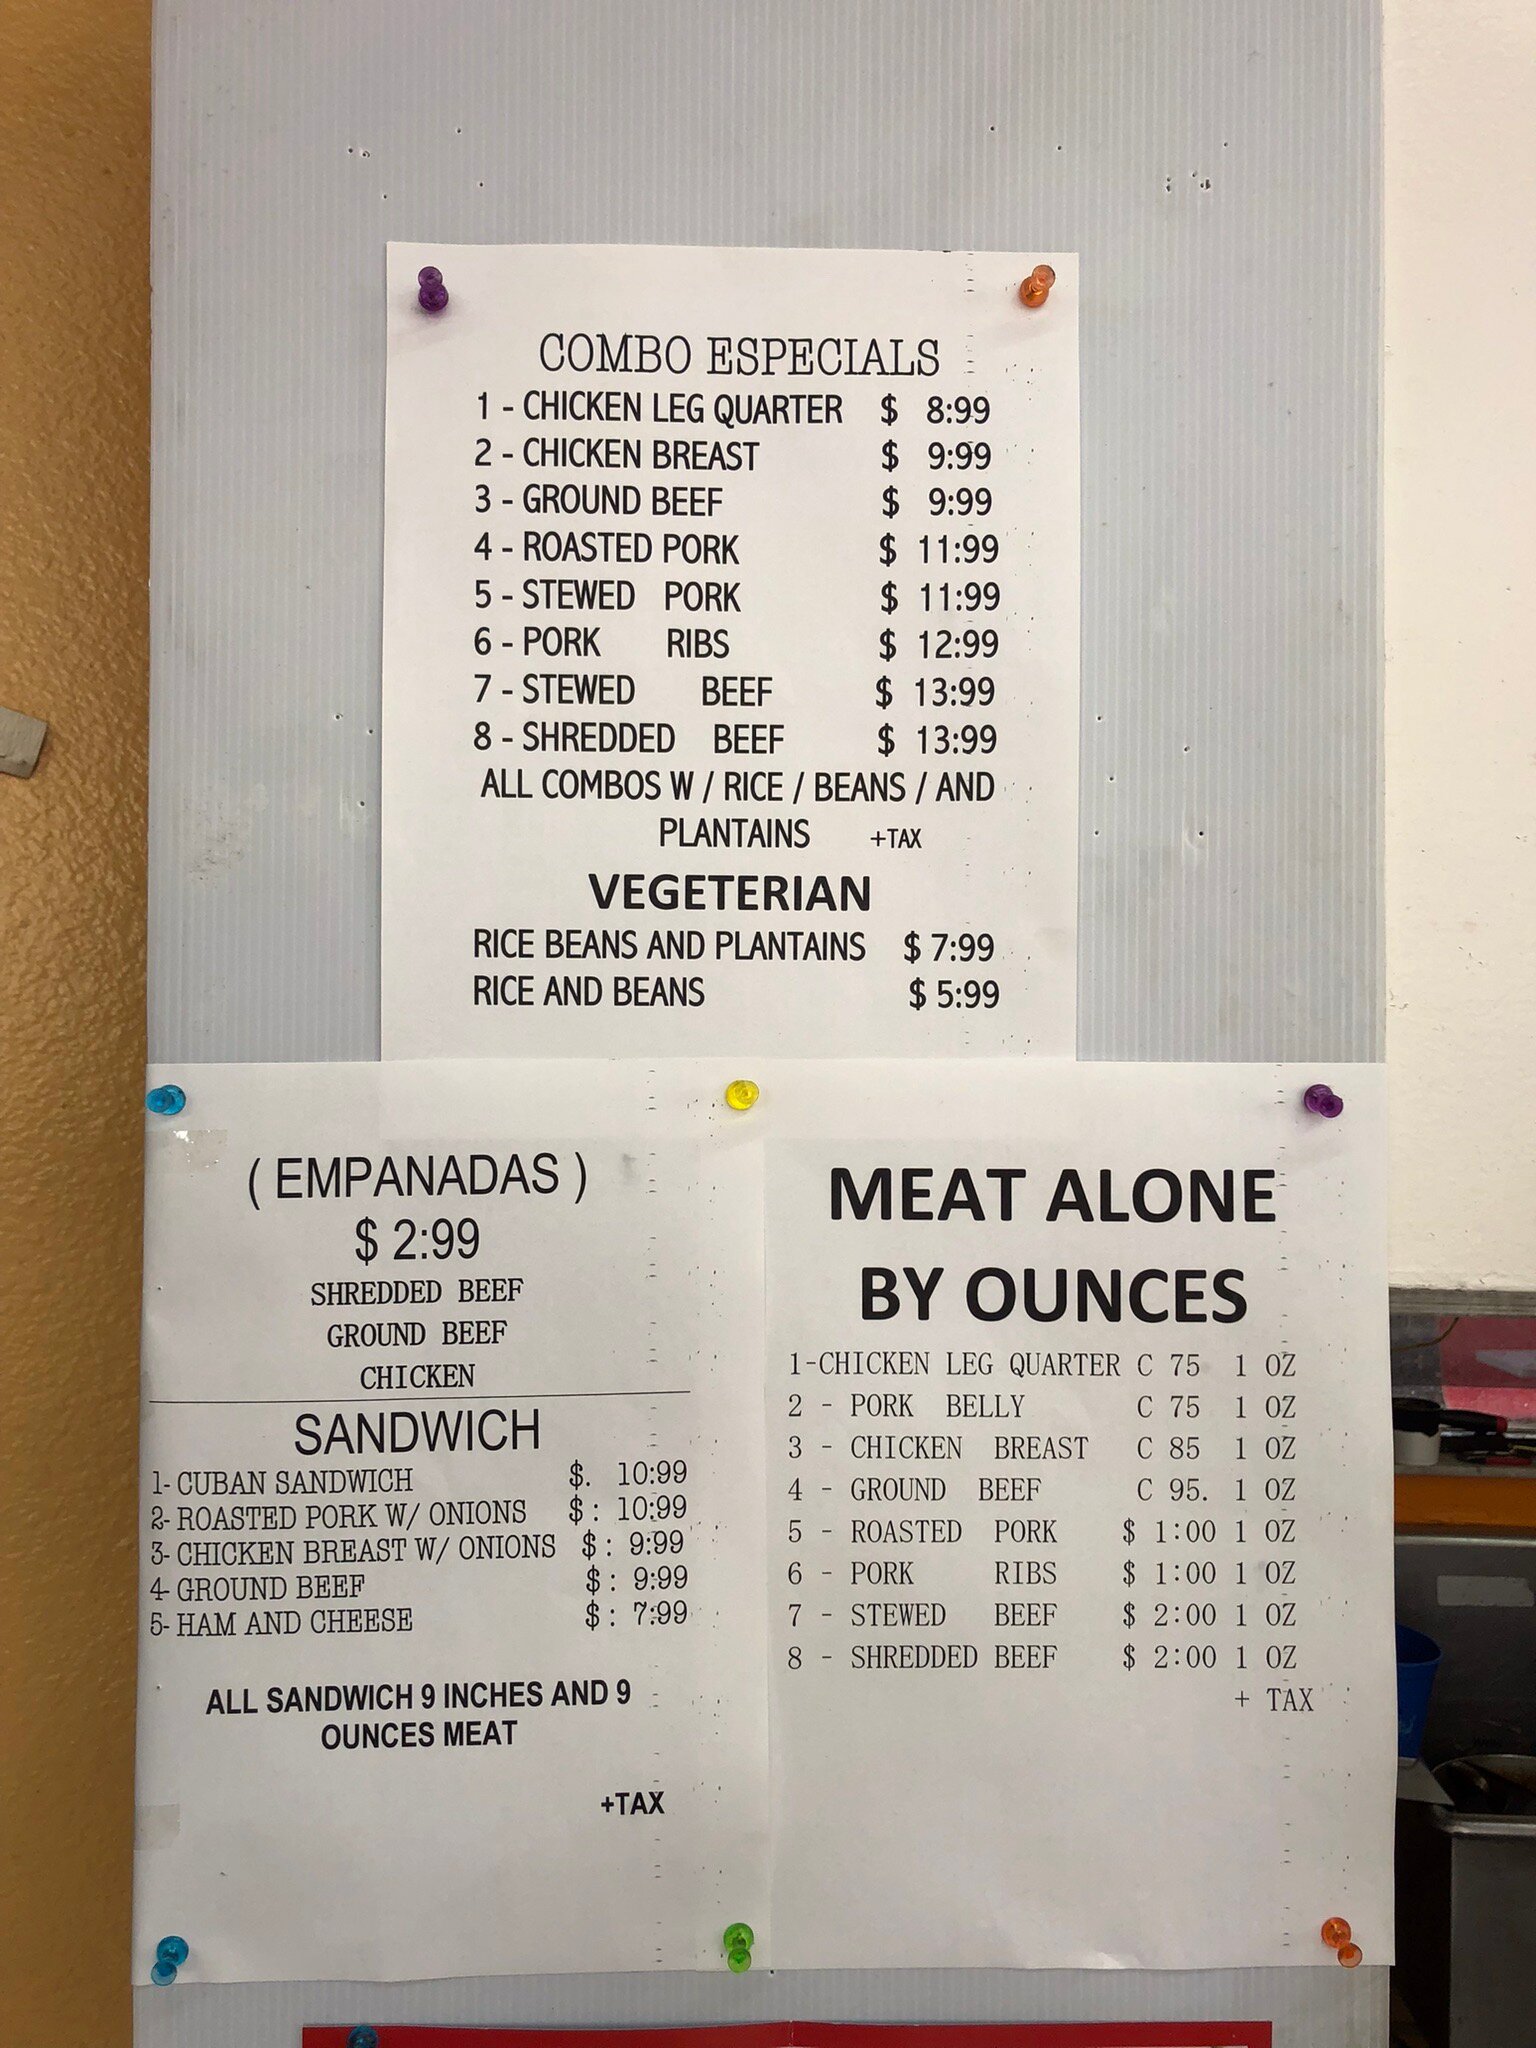 COMBO ESPECIALS
1 - CHICKEN LEG QUARTER $ 8:99
2 - CHICKEN BREAST $ 9:99
3 - GROUND BEEF $ 9:99
4 - ROASTED PORK $ 11:99
5 - STEWED PORK $ 11:99
6 - PORK RIBS $ 12:99
7 - STEWED BEEF $ 13:99
8 - SHREDDED BEEF $ 13:99
ALL COMBOS W / RICE / BEANS / AND
PLANTAINS +TAX
VEGETERIAN
RICE BEANS AND PLANTAINS $ 7:99
RICE AND BEANS $ 5:99
( EMPANADAS )
$ 2:99
SHREDDED BEEF
GROUND BEEF
CHICKEN
SANDWICH
1- CUBAN SANDWICH $. 10:99
2- ROASTED PORK W/ ONIONS $ : 10:99
3- CHICKEN BREAST W/ ONIONS $ : 9:99
4- GROUND BEEF $ : 9:99
5- HAM AND CHEESE $ : 7:99
ALL SANDWICH 9 INCHES AND 9
OUNCES MEAT
+TAX
MEAT ALONE
BY OUNCES
1-CHICKEN LEG QUARTER C 75 1 OZ
2 - PORK BELLY C 75 1 OZ
3 - CHICKEN BREAST C 85 1 OZ
4 - GROUND BEEF C 95. 1 OZ
5 - ROASTED PORK $ 1:00 1 OZ
6 - PORK RIBS $ 1:00 1 OZ
7 - STEWED BEEF $ 2:00 1 OZ
8 - SHREDDED BEEF $ 2:00 1 OZ
+ TAX